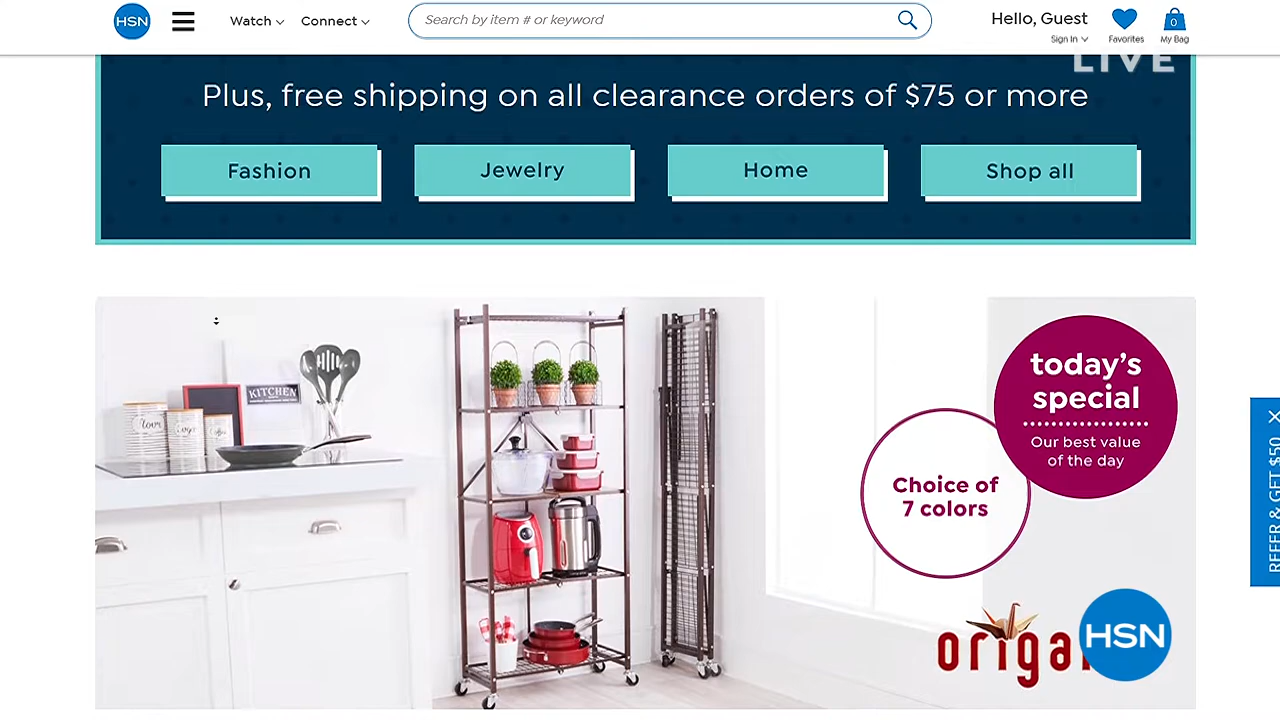 HSN
Watch
Connect
Search by item # or keyword
Hello, Guest
Sign In
Favorites
0
My Bag
LIVE
Plus, free shipping on all clearance orders of $75 or more
Fashion
Jewelry
Home
Shop all
today's
special
Our best value
of the day
Choice of
7 colors
KITCHEN
REFER & GET $50
origa
HSN